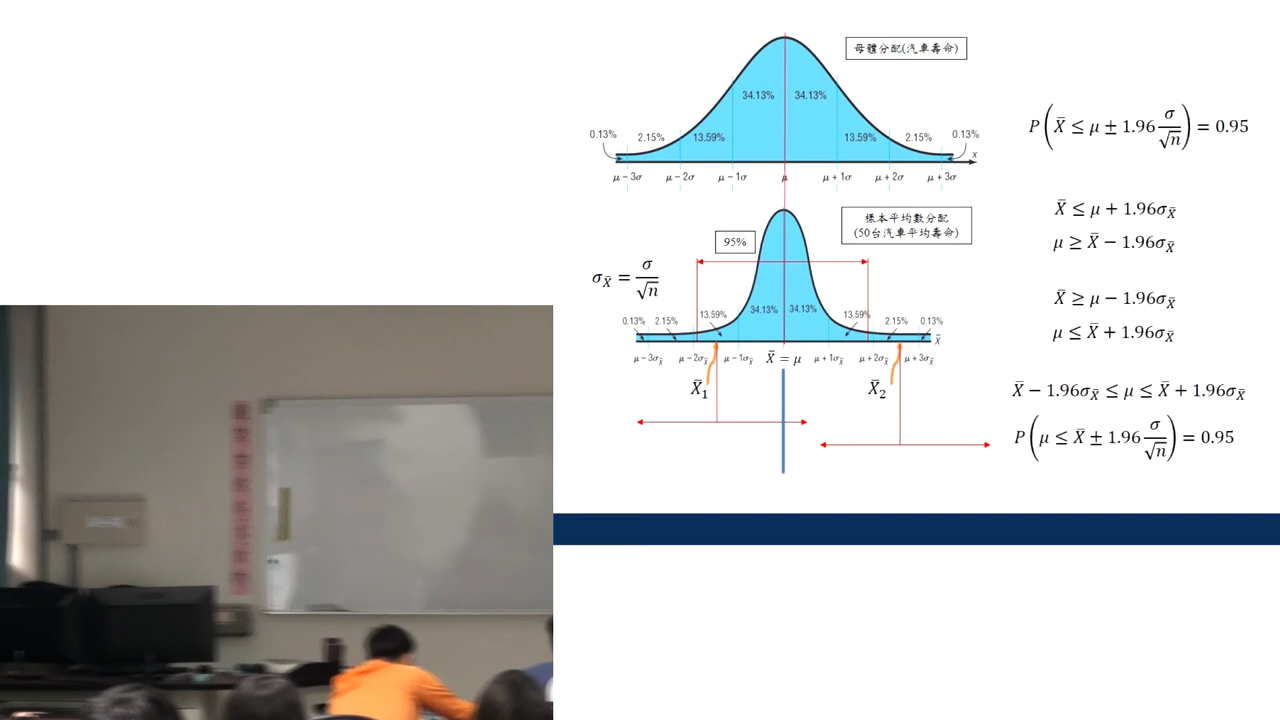 母體分配(汽車壽命)
34.13% 34.13%
0.13% 2.15% 13.59% 13.59% 2.15% 0.13%
x
μ − 3σ μ − 2σ μ − 1σ μ μ + 1σ μ + 2σ μ + 3σ
樣本平均數分配
(50台汽車平均壽命)
95%
σ_X̄ = σ/√n
34.13% 34.13%
0.13% 2.15% 13.59% 13.59% 2.15% 0.13%
X̄
μ − 3σ_X̄ μ − 2σ_X̄ μ − 1σ_X̄ X̄ = μ μ + 1σ_X̄ μ + 2σ_X̄ μ + 3σ_X̄
X̄₁ X̄₂
P(X̄ ≤ μ ± 1.96 σ/√n) = 0.95
X̄ ≤ μ + 1.96σ_X̄
μ ≥ X̄ − 1.96σ_X̄
X̄ ≥ μ − 1.96σ_X̄
μ ≤ X̄ + 1.96σ_X̄
X̄ − 1.96σ_X̄ ≤ μ ≤ X̄ + 1.96σ_X̄
P(μ ≤ X̄ ± 1.96 σ/√n) = 0.95